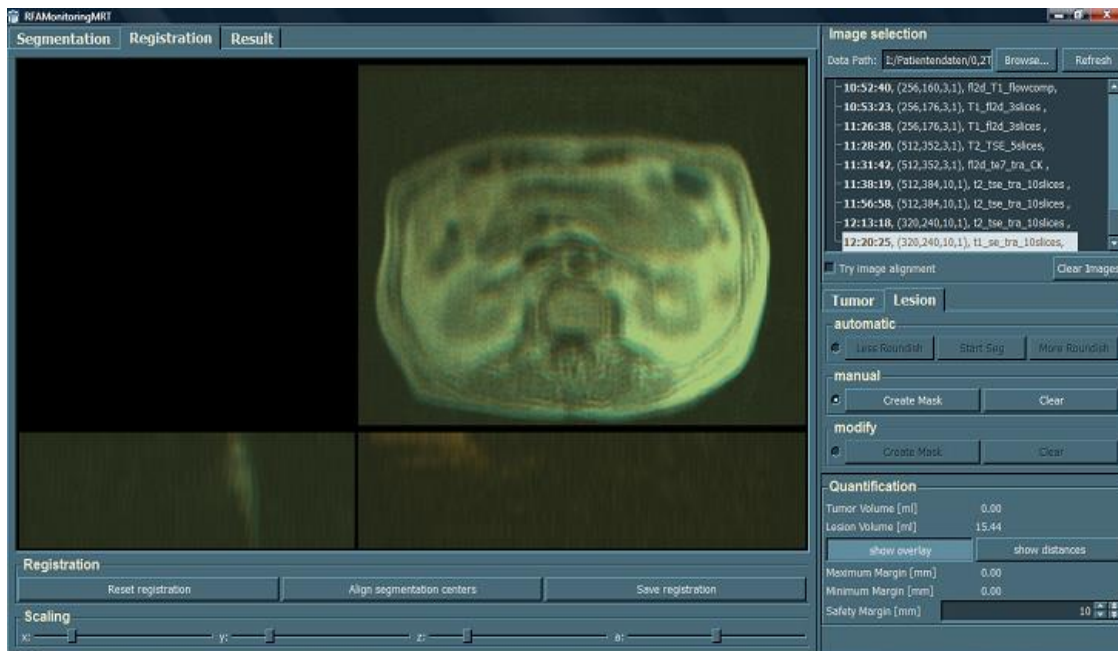 RFAMonitoringMRT
Segmentation Registration Result
Image selection
Data Path: I:/Patientendaten/0,2T Browse... Refresh
10:52:40, (256,160,3,1), fl2d_T1_flowcomp,
10:53:23, (256,176,3,1), T1_fl2d_3slices ,
11:26:38, (256,176,3,1), T1_fl2d_3slices ,
11:28:20, (512,352,3,1), T2_TSE_5slices,
11:31:42, (512,352,3,1), fl2d_te7_tra_CK ,
11:38:19, (512,384,10,1), t2_tse_tra_10slices ,
11:56:58, (512,384,10,1), t2_tse_tra_10slices ,
12:13:18, (320,240,10,1), t2_tse_tra_10slices ,
12:20:25, (320,240,10,1), t1_se_tra_10slices,
Try image alignment Clear Images
Tumor Lesion
automatic
Less Roundish Start Seg More Roundish
manual
Create Mask Clear
modify
Create Mask Clear
Quantification
Tumor Volume [ml] 0.00
Lesion Volume [ml] 15.44
show overlay show distances
Maximum Margin [mm] 0.00
Minimum Margin [mm] 0.00
Safety Margin [mm] 10
Registration
Reset registration Align segmentation centers Save registration
Scaling
x: y: z: a: